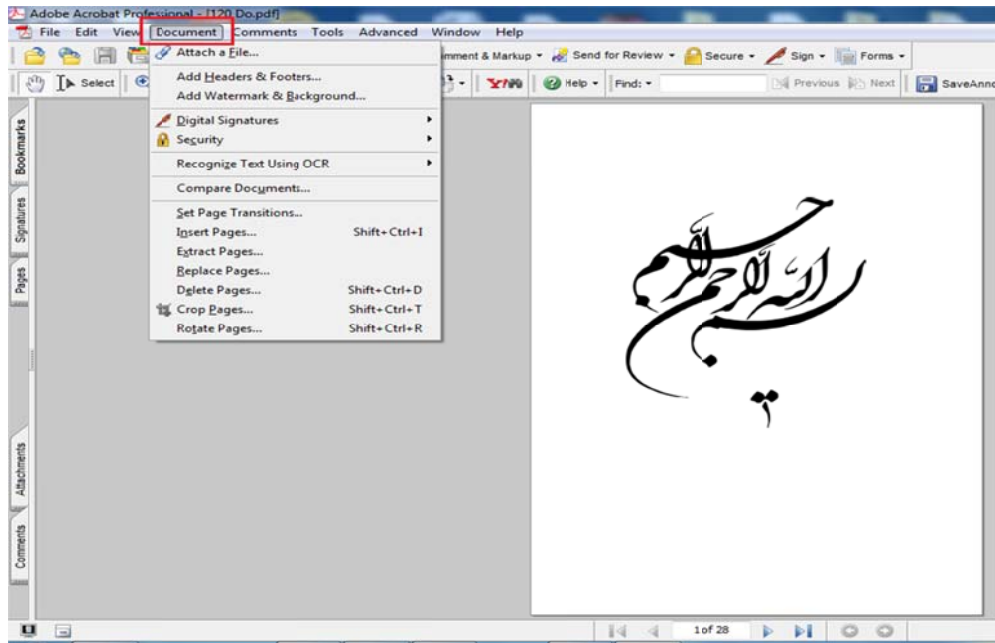 Adobe Acrobat Professional - [120 Do.pdf]
File Edit View Document Comments Tools Advanced Window Help
Comment & Markup Send for Review Secure Sign Forms
Select Help Find: Previous Next SaveAnno
Attach a File...
Add Headers & Footers...
Add Watermark & Background...
Digital Signatures
Security
Recognize Text Using OCR
Compare Documents...
Set Page Transitions...
Insert Pages... Shift+Ctrl+I
Extract Pages...
Replace Pages...
Delete Pages... Shift+Ctrl+D
Crop Pages... Shift+Ctrl+T
Rotate Pages... Shift+Ctrl+R
Bookmarks
Signatures
Pages
Attachments
Comments
بسم الله الرحمن الرحیم
1 of 28